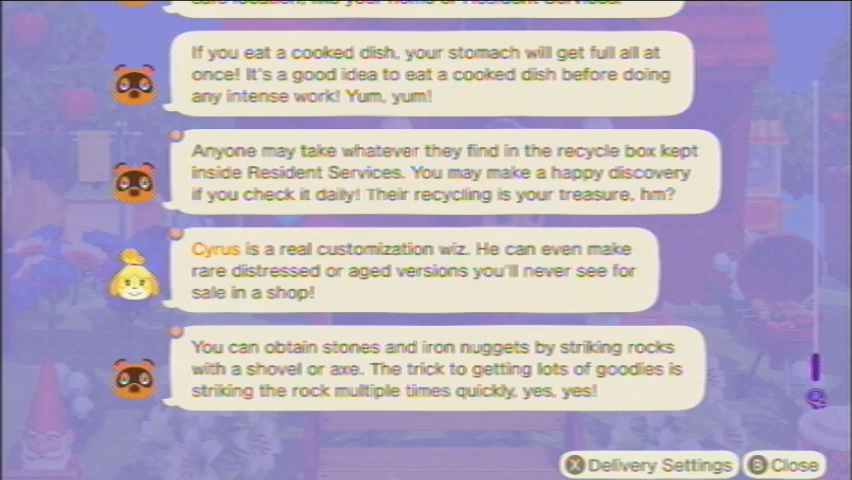 If you eat a cooked dish, your stomach will get full all at
once! It's a good idea to eat a cooked dish before doing
any intense work! Yum, yum!
Anyone may take whatever they find in the recycle box kept
inside Resident Services. You may make a happy discovery
if you check it daily! Their recycling is your treasure, hm?
Cyrus is a real customization wiz. He can even make
rare distressed or aged versions you'll never see for
sale in a shop!
You can obtain stones and iron nuggets by striking rocks
with a shovel or axe. The trick to getting lots of goodies is
striking the rock multiple times quickly, yes, yes!
X Delivery Settings B Close